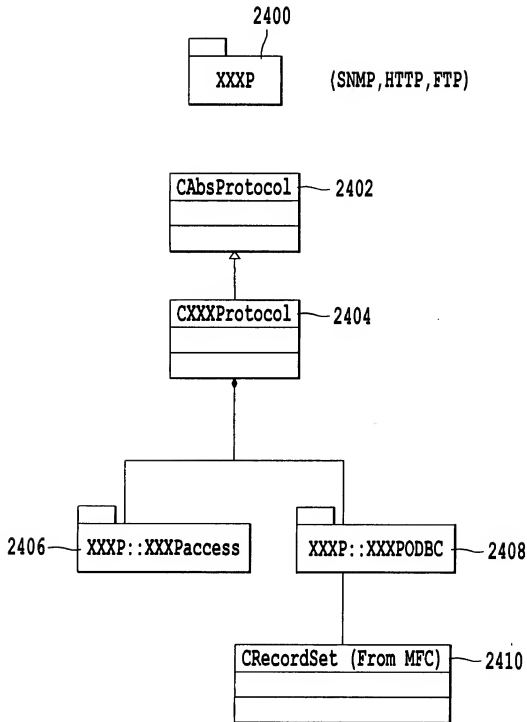 2400
XXXP (SNMP,HTTP,FTP)
CAbsProtocol 2402
CXXXProtocol 2404
2406 XXXP::XXXPaccess XXXP::XXXPODBC 2408
CRecordSet (From MFC) 2410